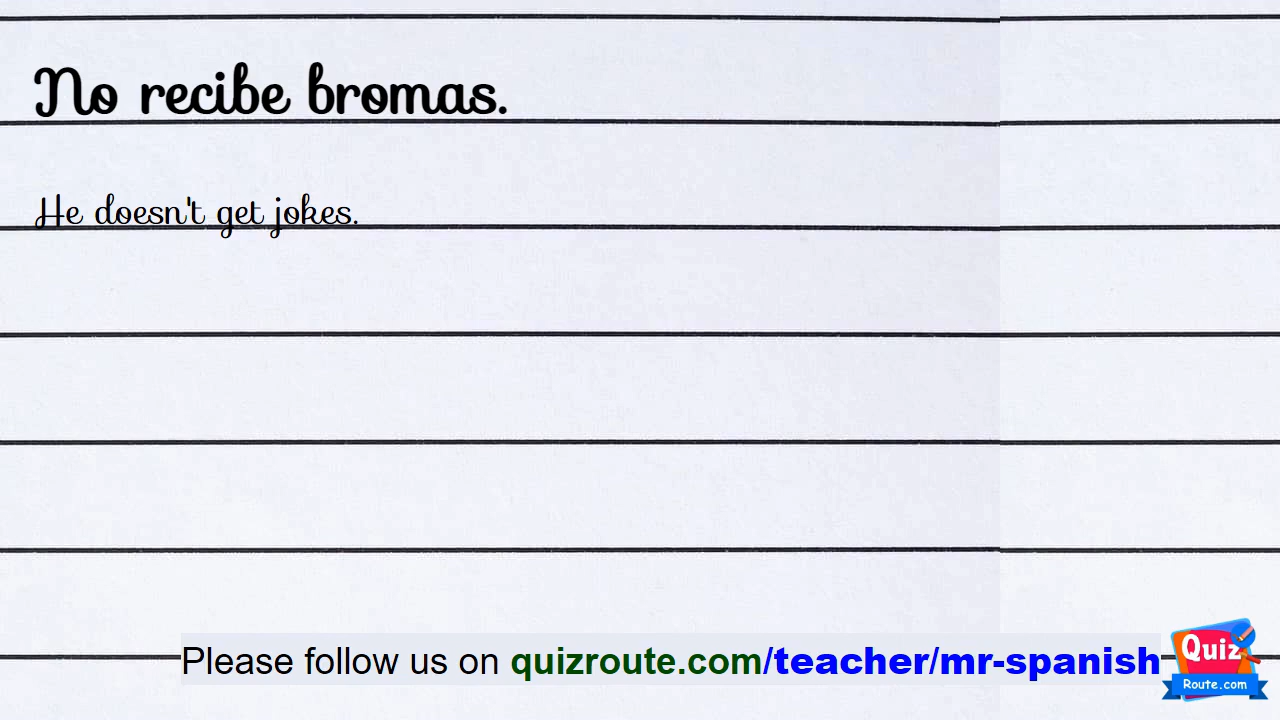 No recibe bromas.
He doesn't get jokes.
Please follow us on quizroute.com/teacher/mr-spanish
Quiz
Route.com